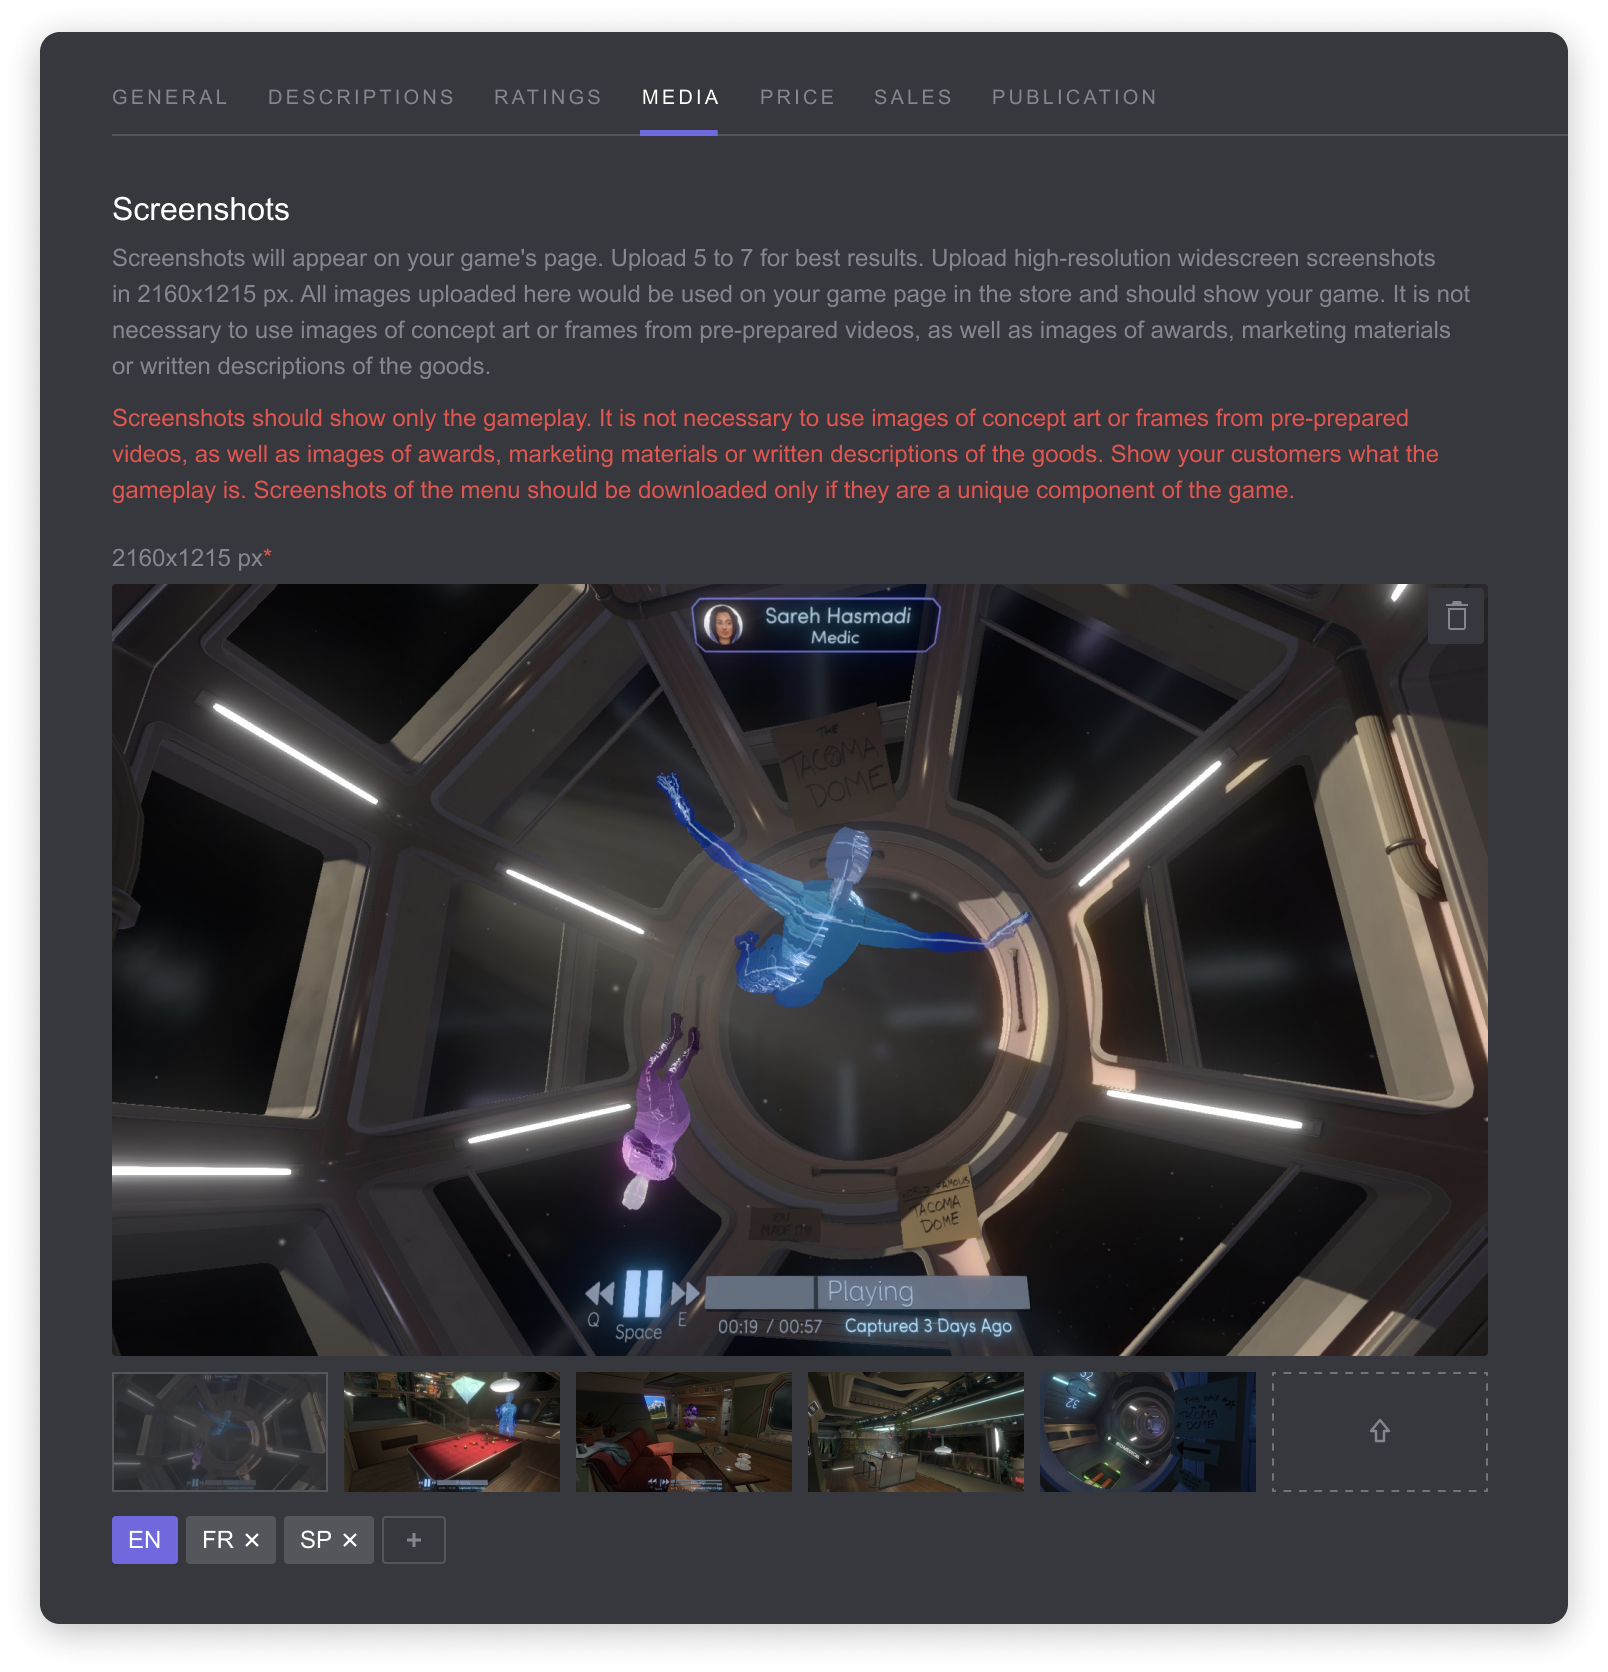 GENERAL DESCRIPTIONS RATINGS MEDIA PRICE SALES PUBLICATION
Screenshots
Screenshots will appear on your game's page. Upload 5 to 7 for best results. Upload high-resolution widescreen screenshots
in 2160x1215 px. All images uploaded here would be used on your game page in the store and should show your game. It is not
necessary to use images of concept art or frames from pre-prepared videos, as well as images of awards, marketing materials
or written descriptions of the goods.
Screenshots should show only the gameplay. It is not necessary to use images of concept art or frames from pre-prepared
videos, as well as images of awards, marketing materials or written descriptions of the goods. Show your customers what the
gameplay is. Screenshots of the menu should be downloaded only if they are a unique component of the game.
2160x1215 px*
Sareh Hasmadi
Medic
THE
TACOMA
DOME
WORLD FAMOUS
TACOMA
DOME
Playing
Q Space E
00:19 / 00:57 Captured 3 Days Ago
EN FR × SP × +